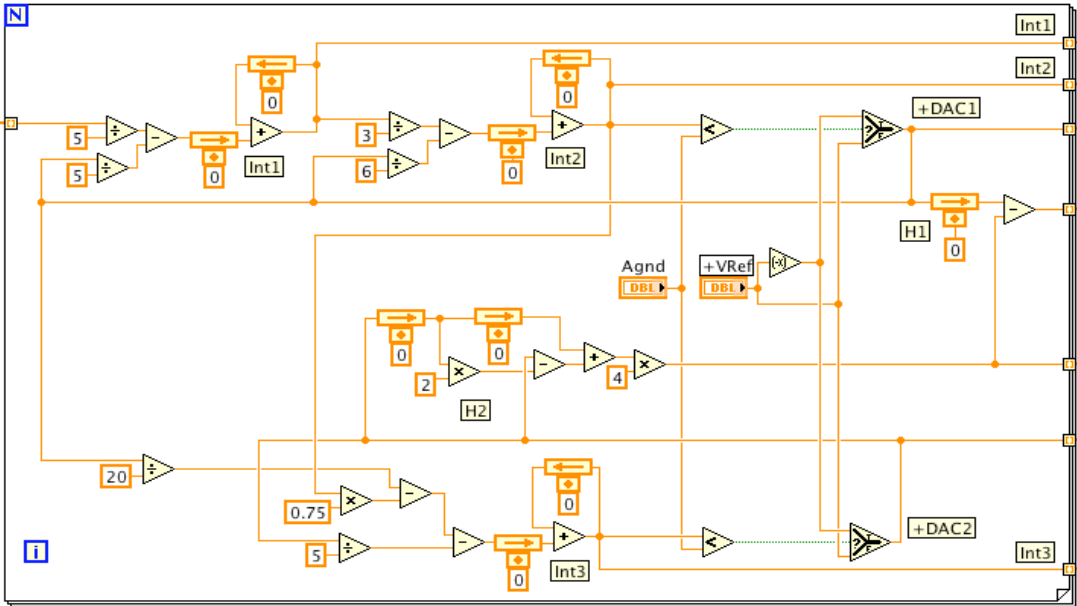 N
Int1
Int2
0
0
+DAC1
5
÷
-
+
3
÷
-
+
<
?
F
5
÷
0
Int1
6
÷
0
Int2
H1
-
0
Agnd
+VRef
(-x)
DBL
DBL
0
0
2
×
-
+
4
×
H2
20
÷
0.75
×
-
0
+DAC2
5
÷
-
+
<
?
F
Int3
i
0
Int3